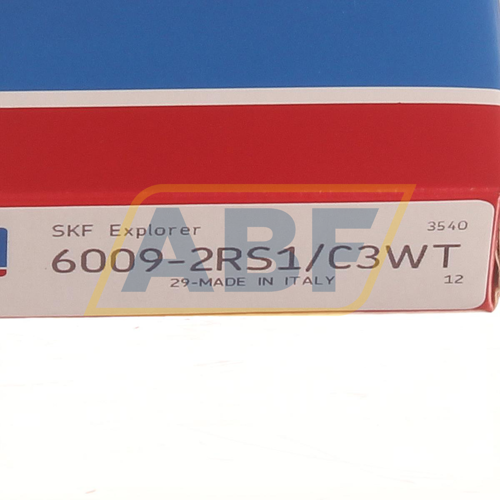 SKF Explorer 3540
6009-2RS1/C3WT
29-MADE IN ITALY 12
ABF